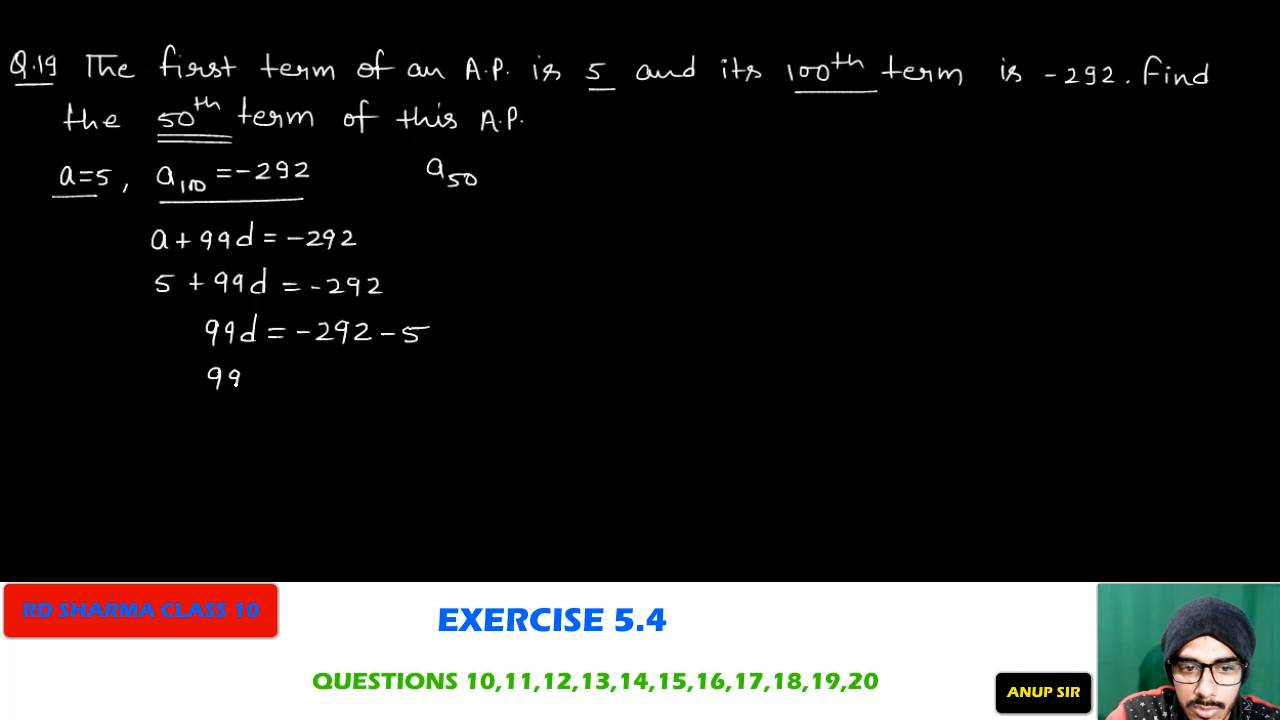 Q.19 The first term of an A.P. is 5 and its 100th term is -292. Find
the 50th term of this A.P.
a=5, a100 = -292 a50
a + 99d = -292
5 + 99d = -292
99d = -292 - 5
99
RD SHARMA CLASS 10
EXERCISE 5.4
QUESTIONS 10,11,12,13,14,15,16,17,18,19,20
ANUP SIR